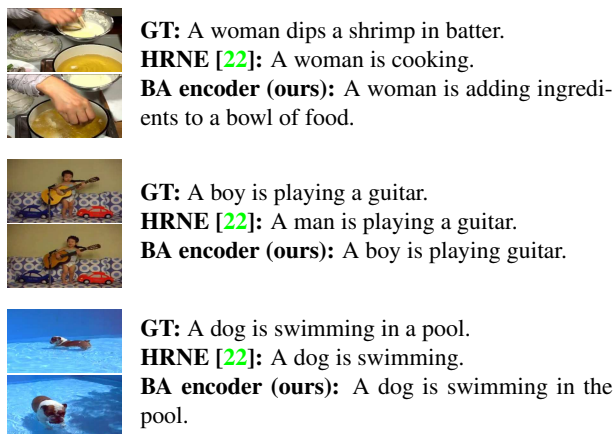 GT: A woman dips a shrimp in batter.
HRNE [22]: A woman is cooking.
BA encoder (ours): A woman is adding ingredi-
ents to a bowl of food.
GT: A boy is playing a guitar.
HRNE [22]: A man is playing a guitar.
BA encoder (ours): A boy is playing guitar.
GT: A dog is swimming in a pool.
HRNE [22]: A dog is swimming.
BA encoder (ours): A dog is swimming in the
pool.